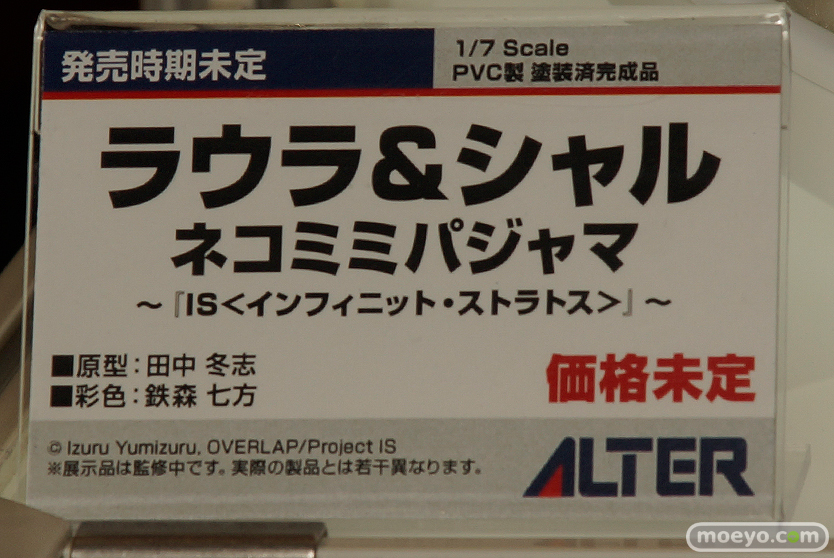 発売時期未定
1/7 Scale
PVC製 塗装済完成品
ラウラ&シャル
ネコミミパジャマ
～『IS＜インフィニット・ストラトス＞』～
■原型：田中 冬志
■彩色：鉄森 七方
価格未定
© Izuru Yumizuru, OVERLAP/Project IS
※展示品は監修中です。実際の製品とは若干異なります。
ALTER
moeyo.com